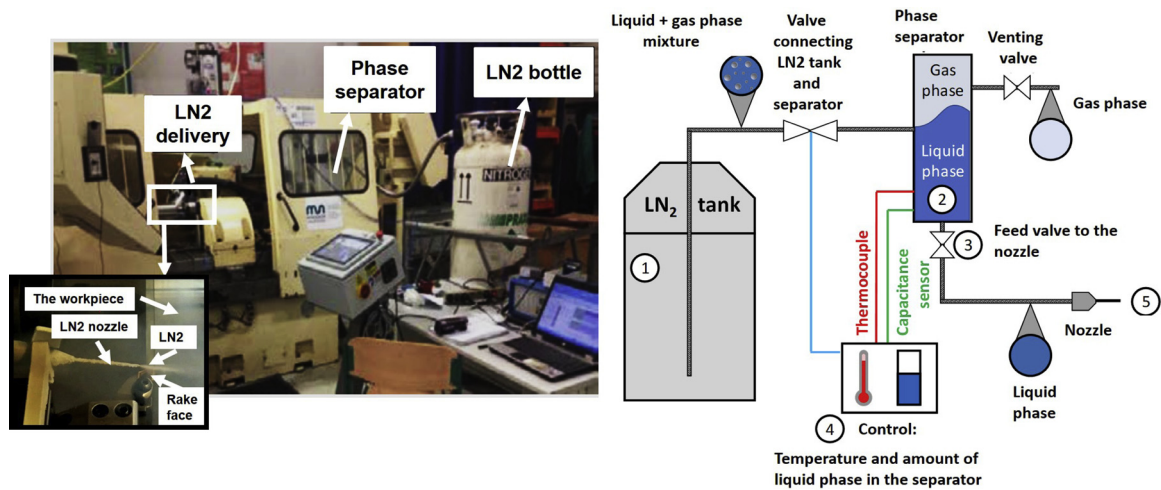 Phase
separator
LN2 bottle
LN2
delivery
NITROGE
The workpiece
LN2 nozzle
LN2
Rake
face
Liquid + gas phase
mixture
Valve
connecting
LN2 tank
and
separator
Phase
separator
Venting
valve
Gas
phase
Gas phase
Liquid
phase
LN₂ tank
1
2
3
Feed valve to the
nozzle
Thermocouple
Capacitance
sensor
5
Nozzle
Liquid
phase
4
Control:
Temperature and amount of
liquid phase in the separator